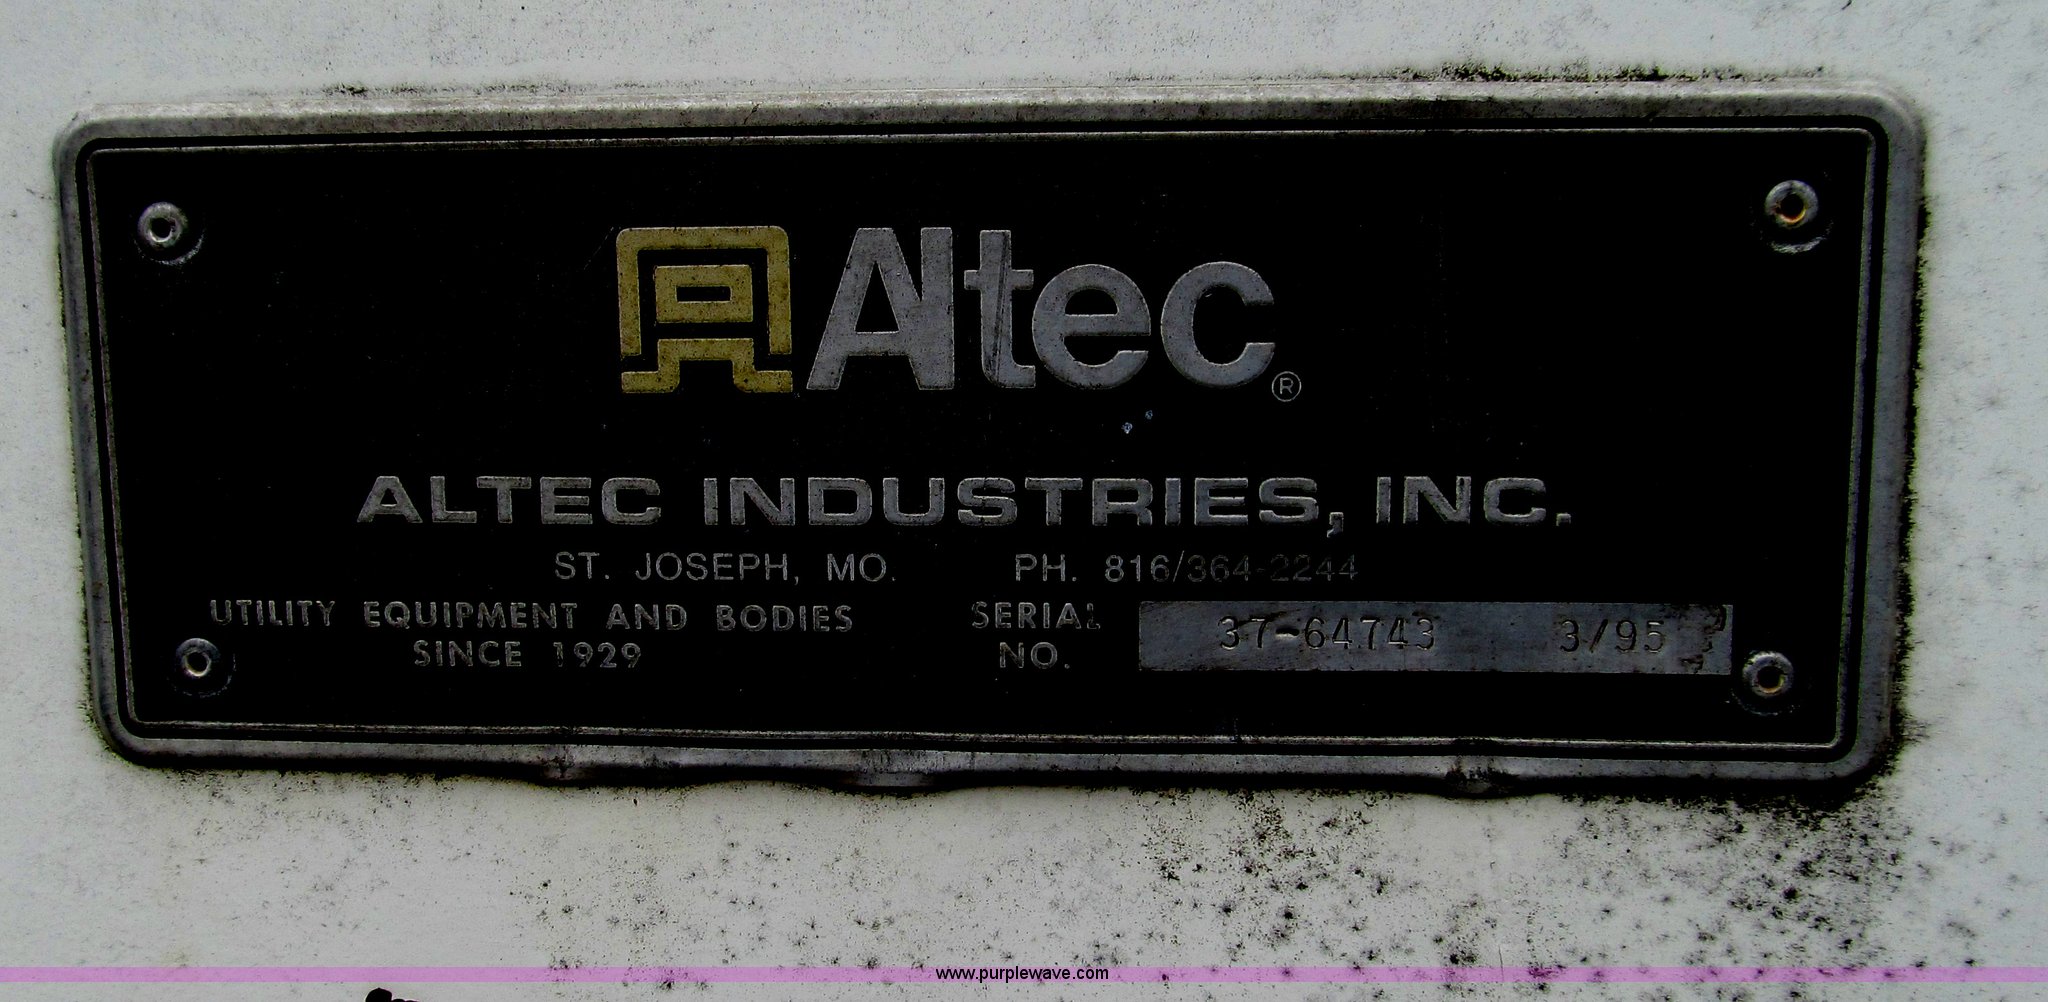 Altec®
ALTEC INDUSTRIES, INC.
ST. JOSEPH, MO. PH. 816/364-2244
UTILITY EQUIPMENT AND BODIES
SINCE 1929
SERIAL
NO.
37-64743 3/95
www.purplewave.com